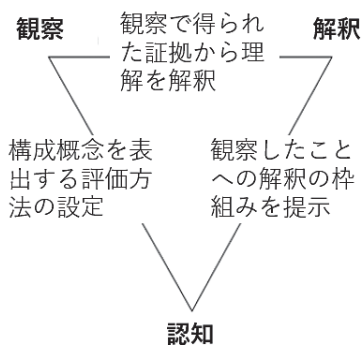 観察
観察で得られ
た証拠から理
解を解釈
解釈
構成概念を表
出する評価方
法の設定
観察したこと
への解釈の枠
組みを提示
認知